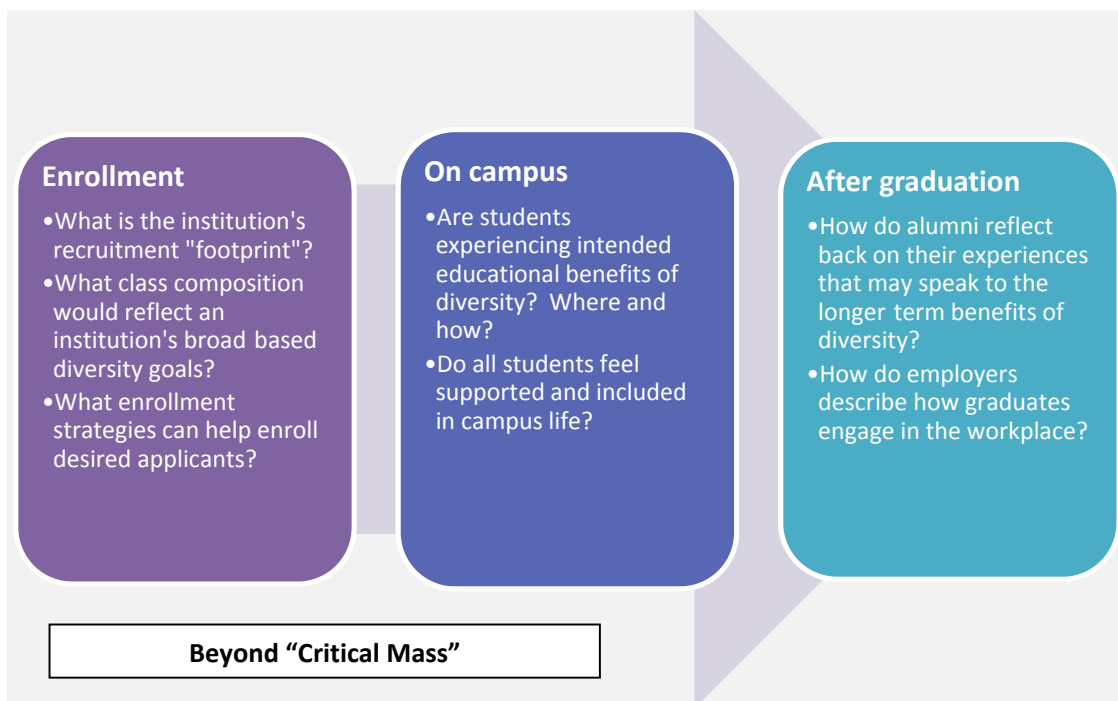 Enrollment
•What is the institution's
recruitment "footprint"?
•What class composition
would reflect an
institution's broad based
diversity goals?
•What enrollment
strategies can help enroll
desired applicants?
On campus
•Are students
experiencing intended
educational benefits of
diversity?  Where and
how?
•Do all students feel
supported and included
in campus life?
After graduation
•How do alumni reflect
back on their experiences
that may speak to the
longer term benefits of
diversity?
•How do employers
describe how graduates
engage in the workplace?
Beyond “Critical Mass”